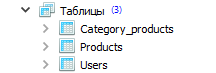 Таблицы (3)
Category_products
Products
Users